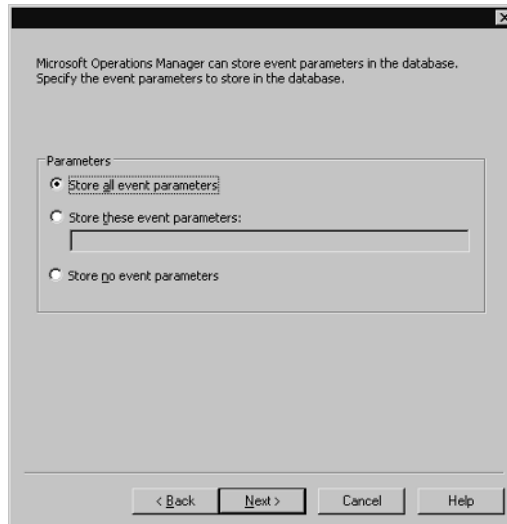 Microsoft Operations Manager can store event parameters in the database.
Specify the event parameters to store in the database.
Parameters
Store all event parameters
Store these event parameters:
Store no event parameters
< Back Next > Cancel Help